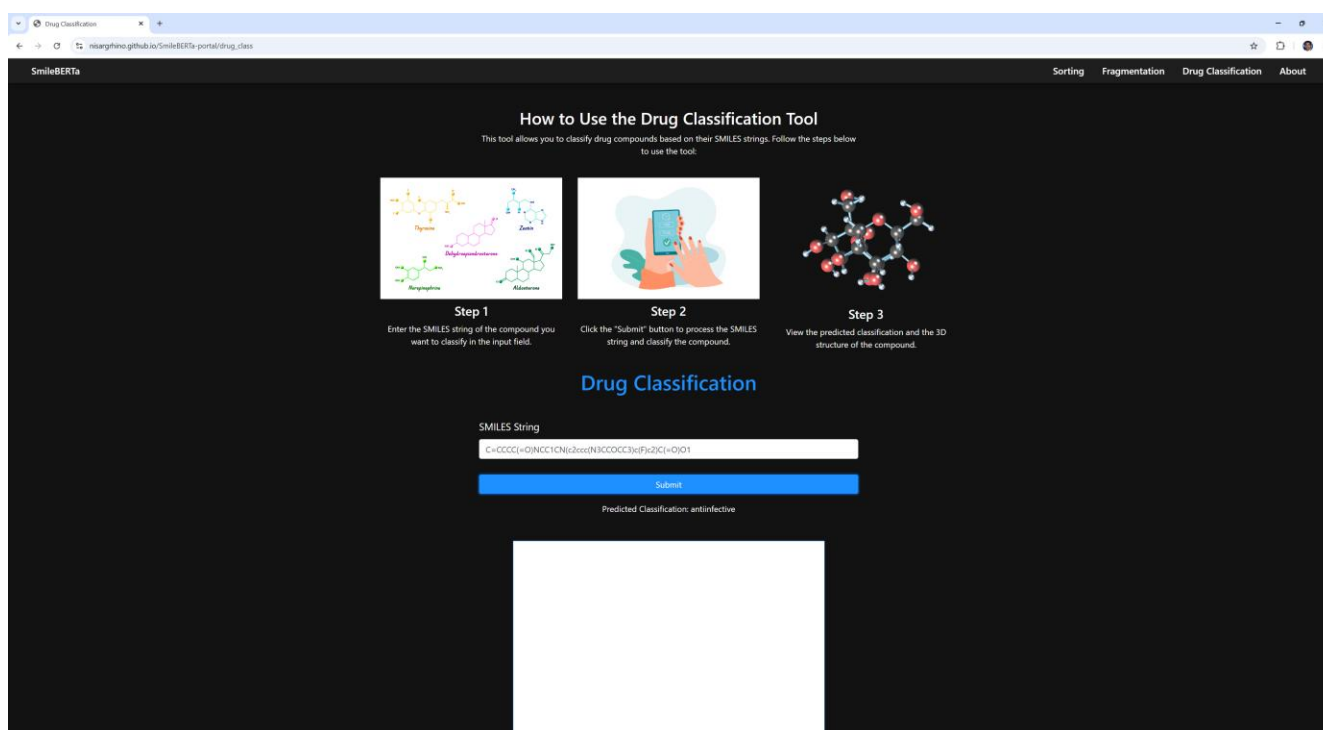 Drug Classification
nisargrhino.github.io/SmileBERTa-portal/drug_class
SmileBERTa
Sorting Fragmentation Drug Classification About
How to Use the Drug Classification Tool
This tool allows you to classify drug compounds based on their SMILES strings. Follow the steps below
to use the tool:
Thyroxine
Zeatin
Dehydroepiandrosterone
Norepinephrine
Aldosterone
Step 1
Enter the SMILES string of the compound you
want to classify in the input field.
Step 2
Click the "Submit" button to process the SMILES
string and classify the compound.
Step 3
View the predicted classification and the 3D
structure of the compound.
Drug Classification
SMILES String
C=CCCC(=O)NCC1CN(c2ccc(N3CCOCC3)c(F)c2)C(=O)O1
Submit
Predicted Classification: antiinfective